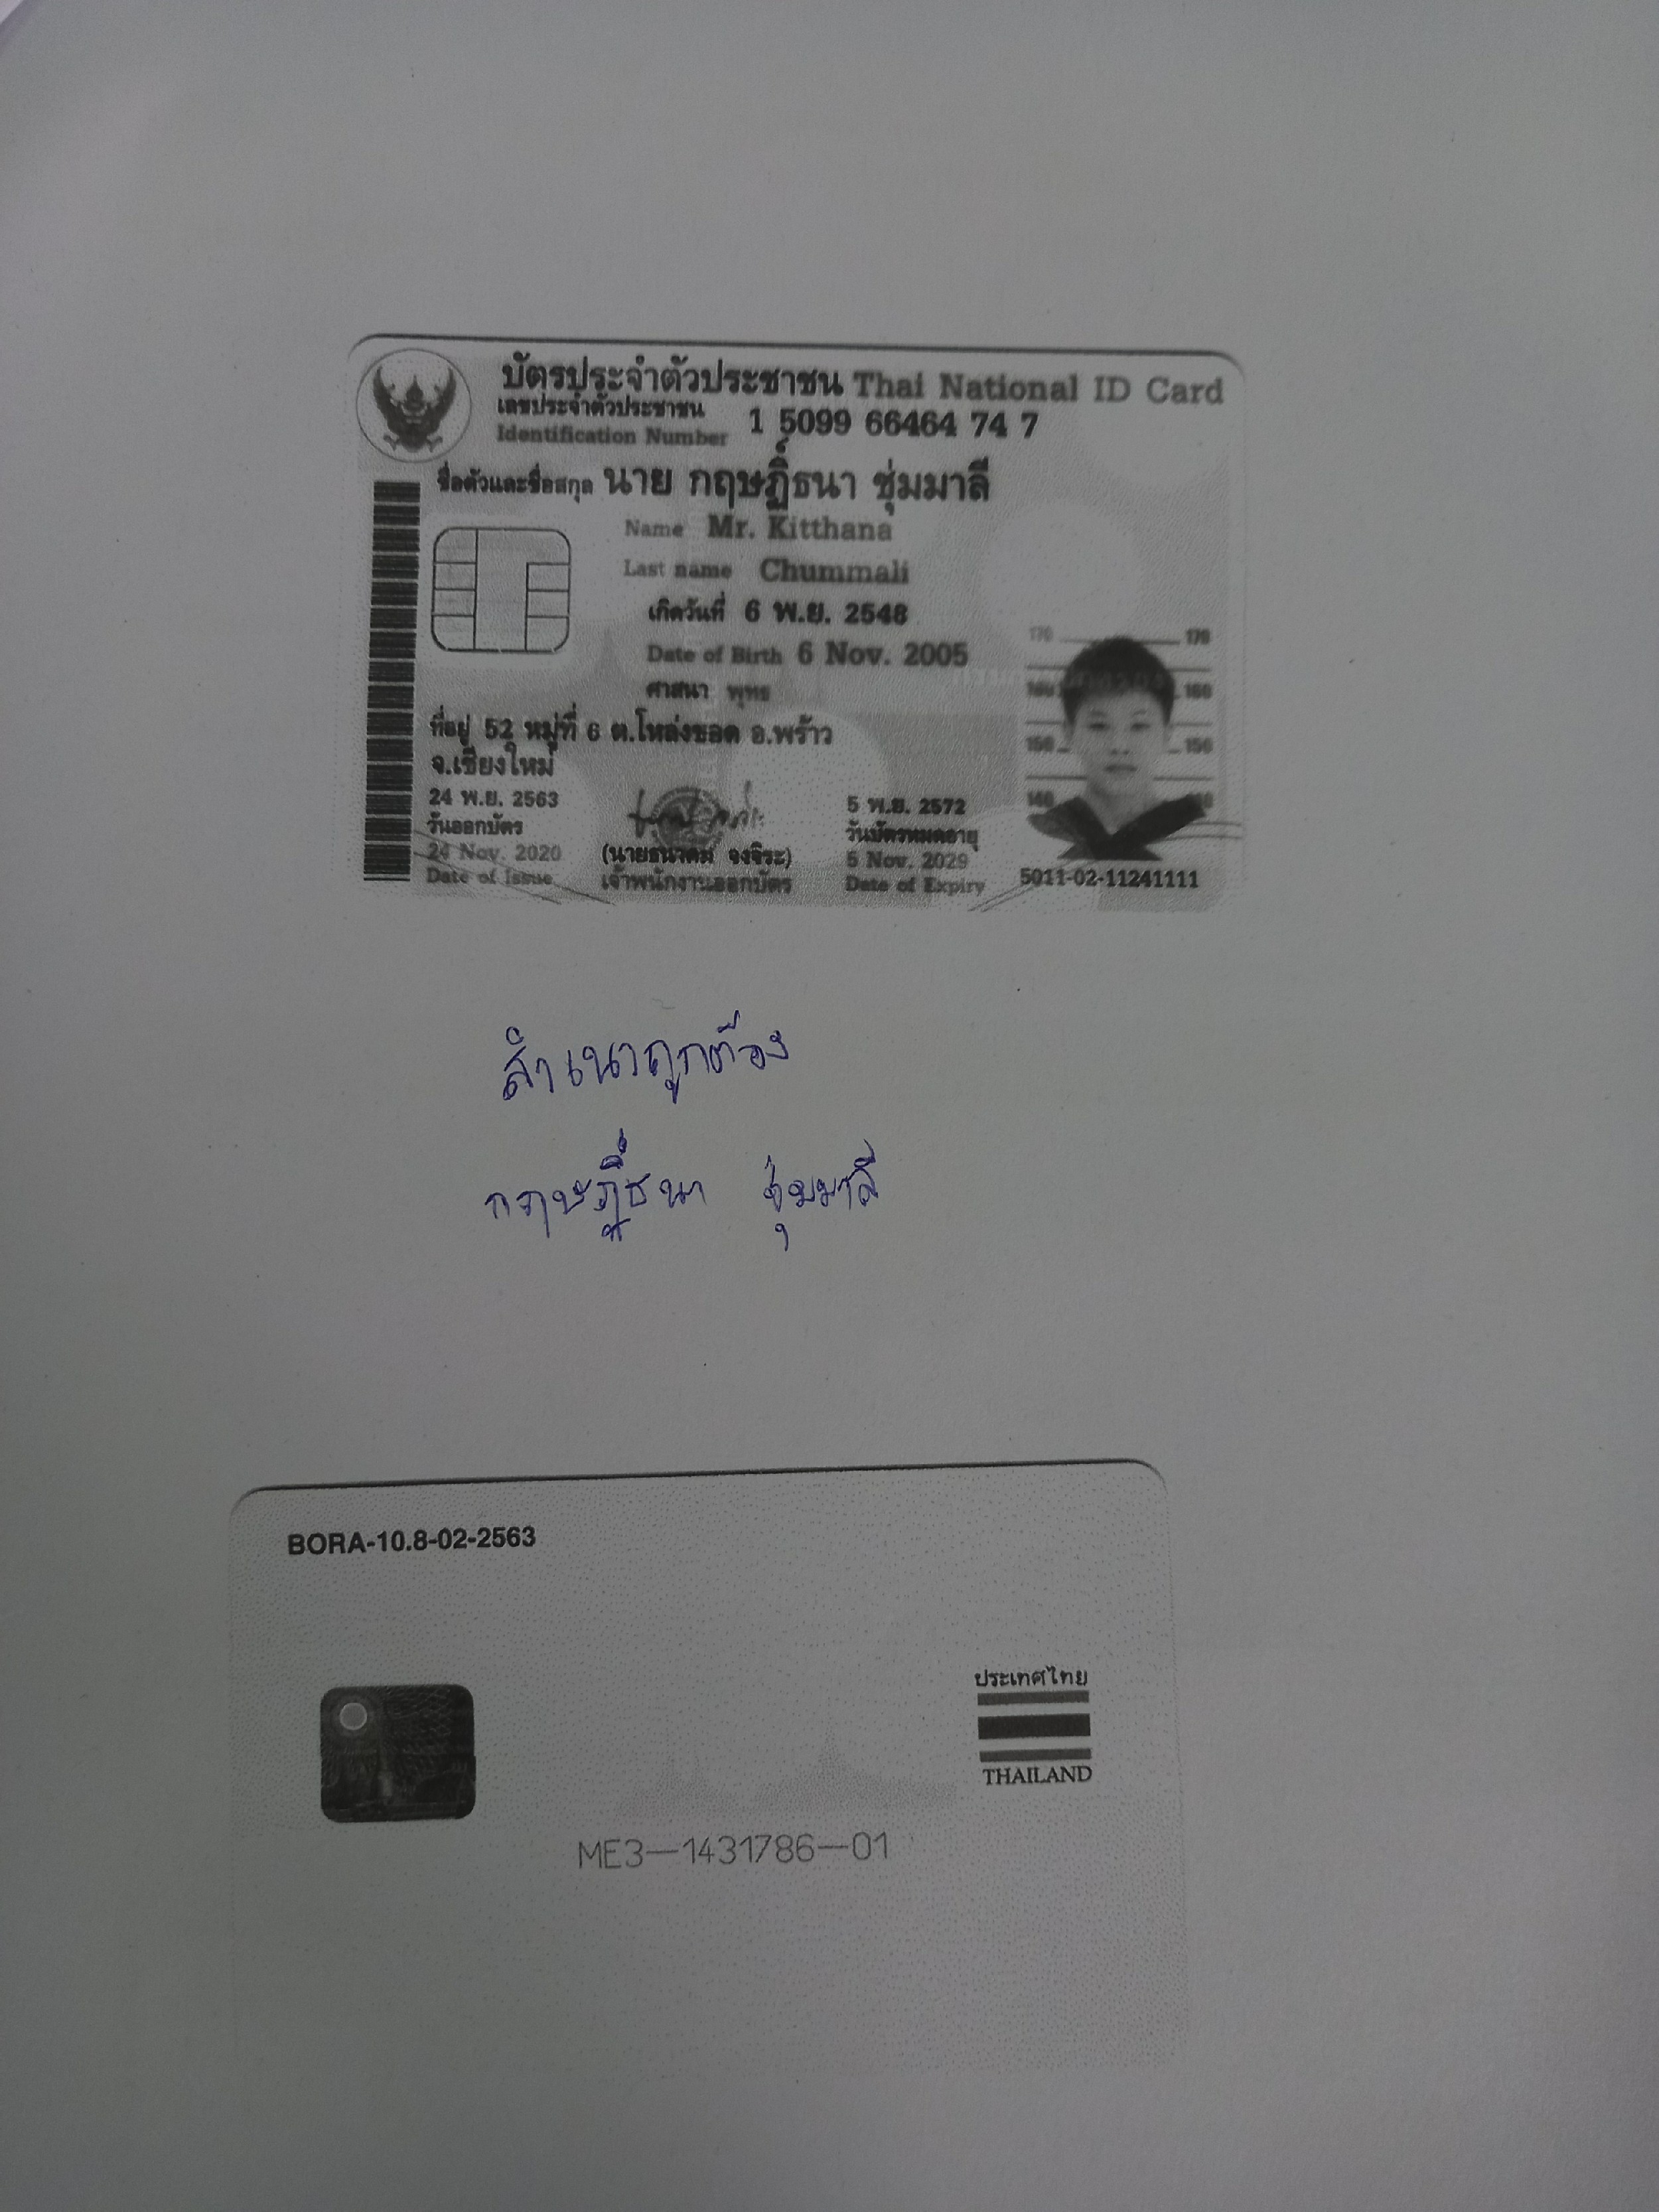 บัตรประจำตัวประชาชน Thai National ID Card
เลขประจำตัวประชาชน
Identification Number 1 5099 66464 74 7
ชื่อตัวและชื่อสกุล นาย กฤษฏิ์ธนา ชุ่มมาลี
Name Mr. Kitthana
Last name Chummali
เกิดวันที่ 6 พ.ย. 2548
Date of Birth 6 Nov. 2005
ศาสนา พุทธ
ที่อยู่ 52 หมู่ที่ 6 ต.โหล่งขอด อ.พร้าว
จ.เชียงใหม่
24 พ.ย. 2563
วันออกบัตร
24 Nov. 2020
Date of Issue
(นายธนาคม จงจิระ)
เจ้าพนักงานออกบัตร
5 พ.ย. 2572
วันบัตรหมดอายุ
5 Nov. 2029
Date of Expiry
170 170
160 160
150 150
140
5011-02-11241111
สำเนาถูกต้อง
กฤษฏิ์ธนา ชุ่มมาลี
BORA-10.8-02-2563
ประเทศไทย
THAILAND
ME3-1431786-01